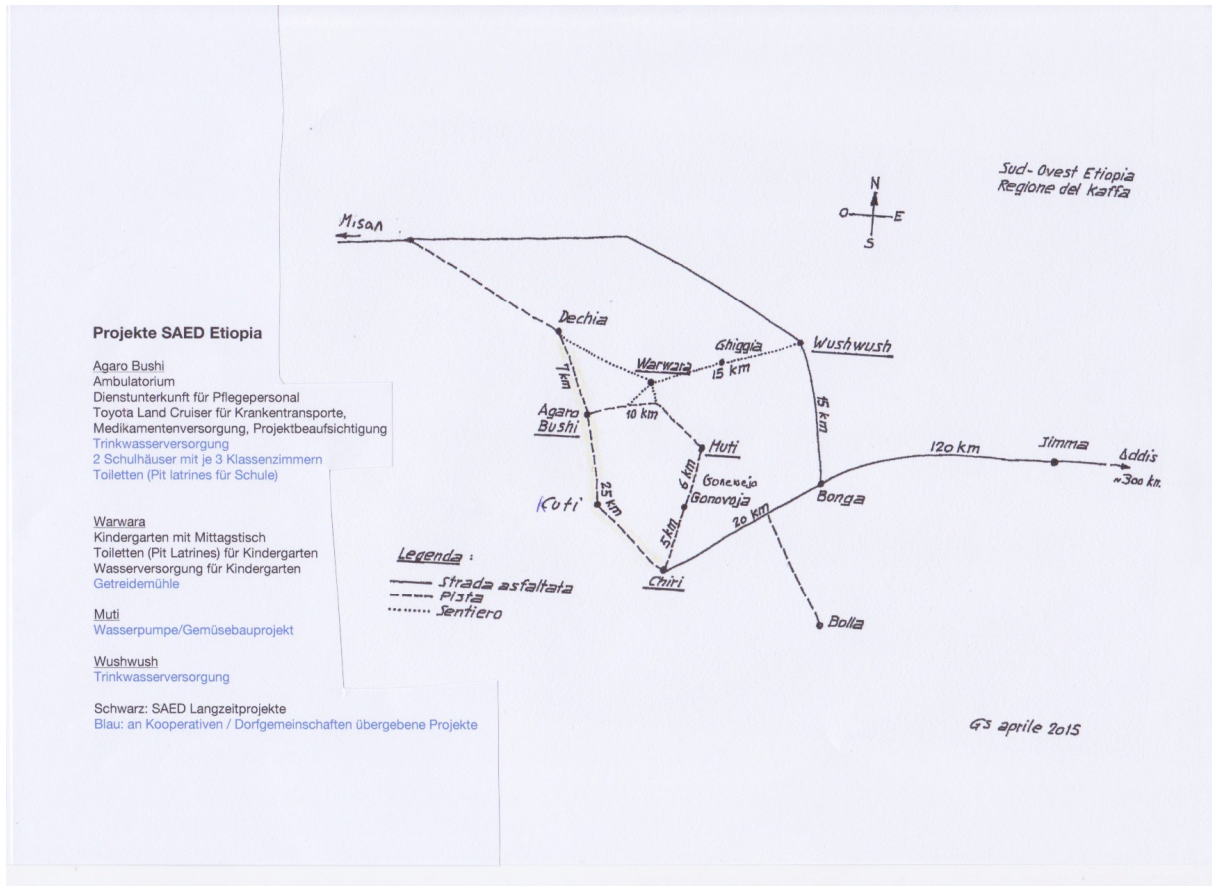 Sud-Ovest Etiopia
Regione del Kaffa
N
O
E
S
Misan
Dechia
Ghiggia
Wushwush
Warwara
15 km
7 km
10 km
Agaro
Bushi
15 km
Muti
120 km
Jimma
Addis
~300 km.
6 km
Gonovoja
Bonga
25 km
Cuti
20 km
5 km
Chiri
Bolla
Legenda :
Strada asfaltata
Pista
Sentiero
GS aprile 2015
Projekte SAED Etiopia
Agaro Bushi
Ambulatorium
Dienstunterkunft für Pflegepersonal
Toyota Land Cruiser für Krankentransporte,
Medikamentenversorgung, Projektbeaufsichtigung
Trinkwasserversorgung
2 Schulhäuser mit je 3 Klassenzimmern
Toiletten (Pit latrines für Schule)
Warwara
Kindergarten mit Mittagstisch
Toiletten (Pit Latrines) für Kindergarten
Wasserversorgung für Kindergarten
Getreidemühle
Muti
Wasserpumpe/Gemüsebauprojekt
Wushwush
Trinkwasserversorgung
Schwarz: SAED Langzeitprojekte
Blau: an Kooperativen / Dorfgemeinschaften übergebene Projekte